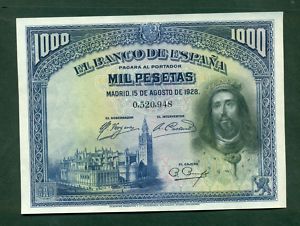 1000 1000
EL BANCO DE ESPAÑA
PAGARÁ AL PORTADOR
MIL PESETAS
MADRID, 15 DE AGOSTO DE 1928
0,520,948
EL GOBERNADOR EL INTERVENTOR
EL CAJERO